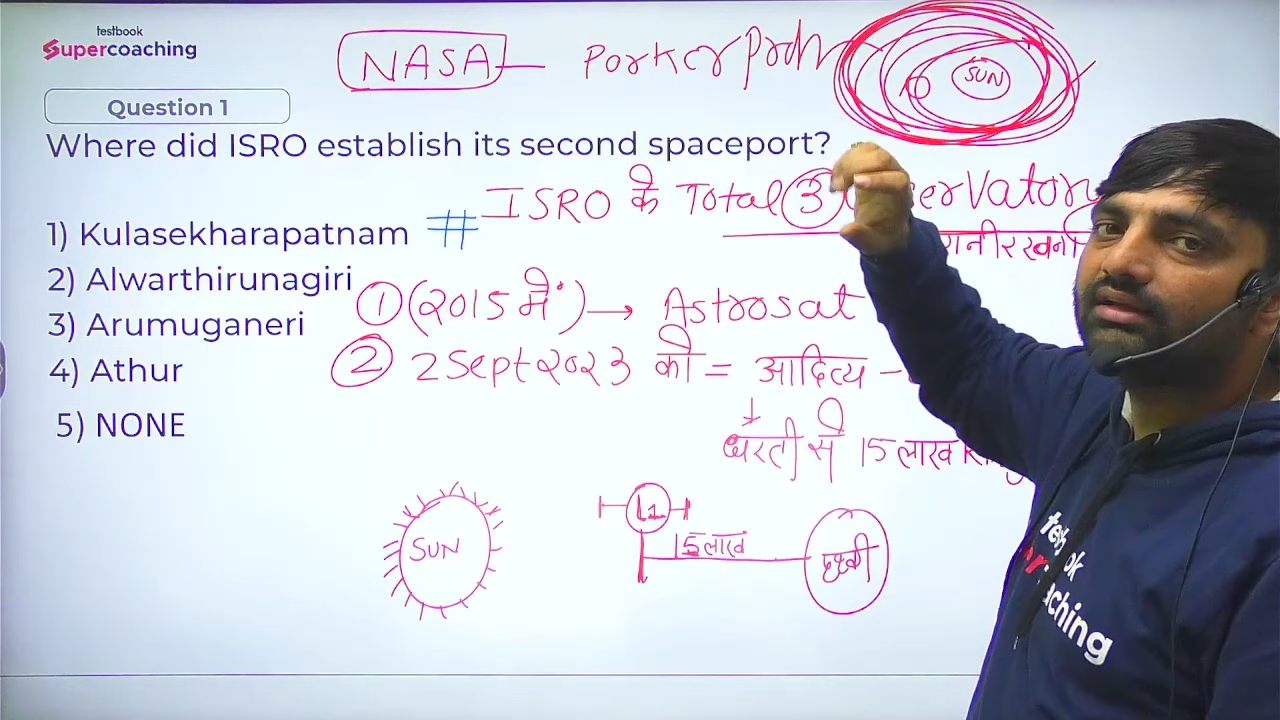 testbook
Supercoaching
NASA — Porker Prob
SUN
Question 1
Where did ISRO establish its second spaceport?
ISRO के Total 3
1) Kulasekharapatnam #
2) Alwarthirunagiri
3) Arumuganeri
4) Athur
5) NONE
① (2015 में) → Astrosat
② 2 Sept 2023 को = आदित्य -
धरती से 15 लाख
SUN
L1
15 लाख
पृथ्वी